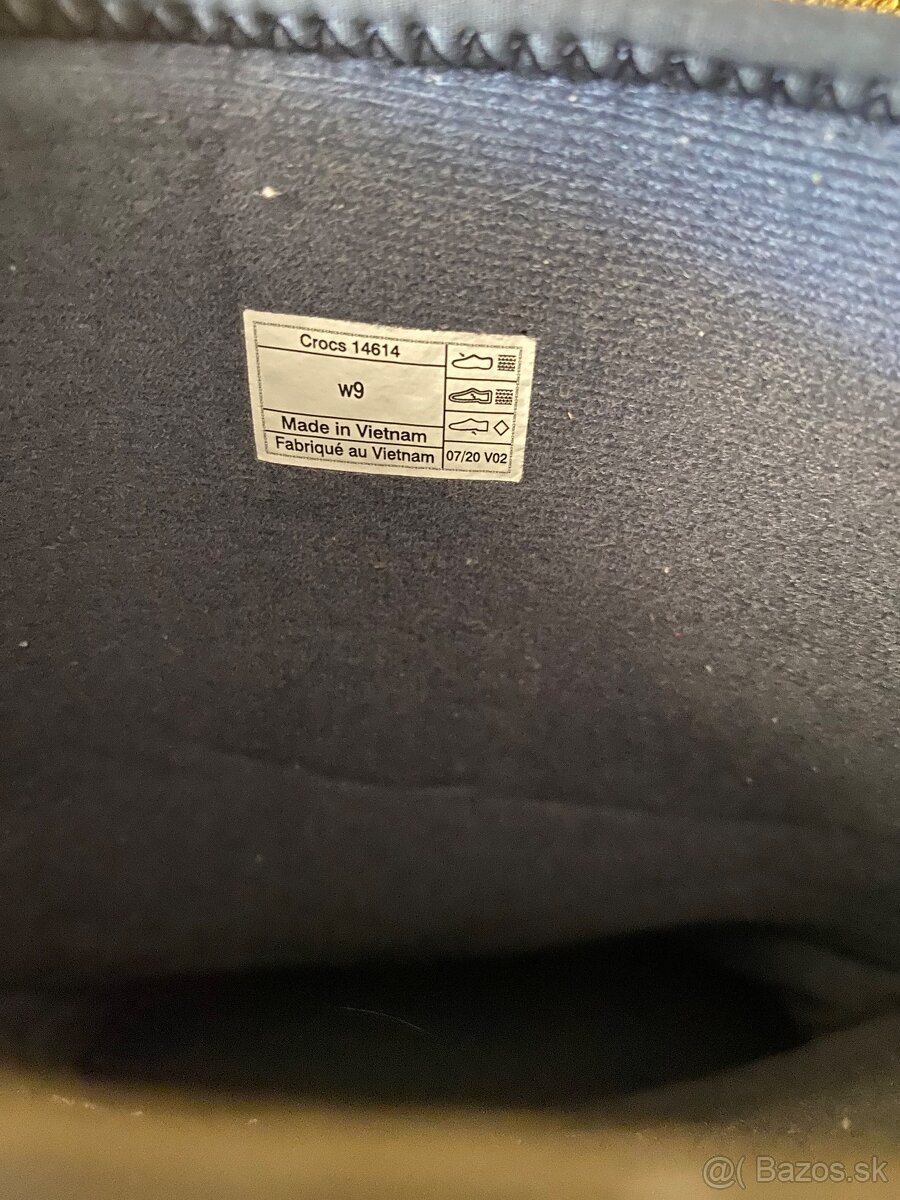 Crocs 14614
w9
Made in Vietnam
Fabriqué au Vietnam
07/20 V02
@( Bazos.sk